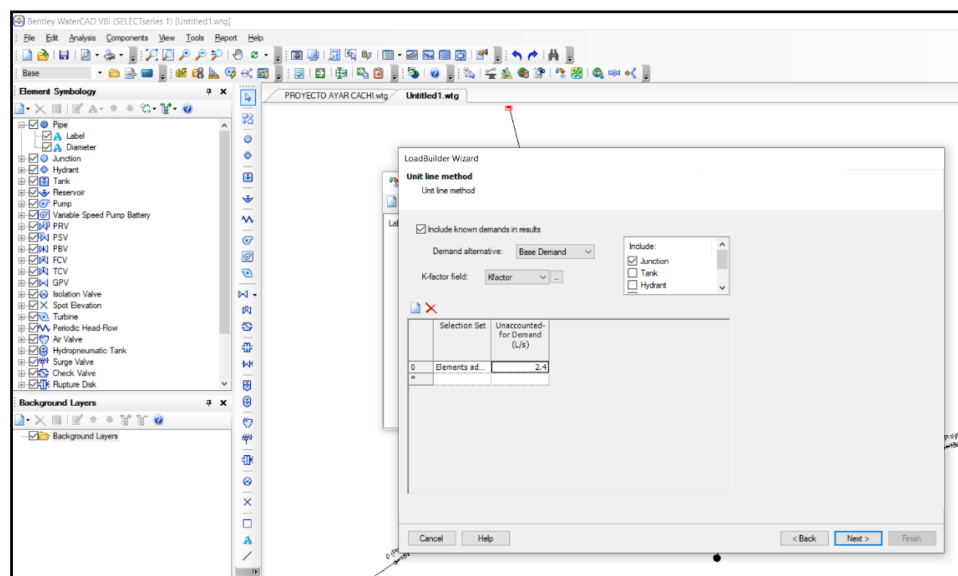 Bentley WaterCAD V8i (SELECTseries 1) [Untitled1.wtg]
File Edit Analysis Components View Tools Report Help
Base
Element Symbology
PROYECTO AYAR CACHI.wtg Untitled1.wtg
Pipe
Label
Diameter
Junction
Hydrant
Tank
Reservoir
Pump
Variable Speed Pump Battery
PRV
PSV
PBV
FCV
TCV
GPV
Isolation Valve
Spot Elevation
Turbine
Periodic Head-Flow
Air Valve
Hydropneumatic Tank
Surge Valve
Check Valve
Rupture Disk
Background Layers
Background Layers
LoadBuilder Wizard
Unit line method
Unit line method
Include known demands in results
Demand alternative: Base Demand
K-factor field: Kfactor ...
Include:
Junction
Tank
Hydrant
Selection Set Unaccounted-
for Demand
(L/s)
0 Elements ad... 2.4
*
Cancel Help < Back Next > Finish